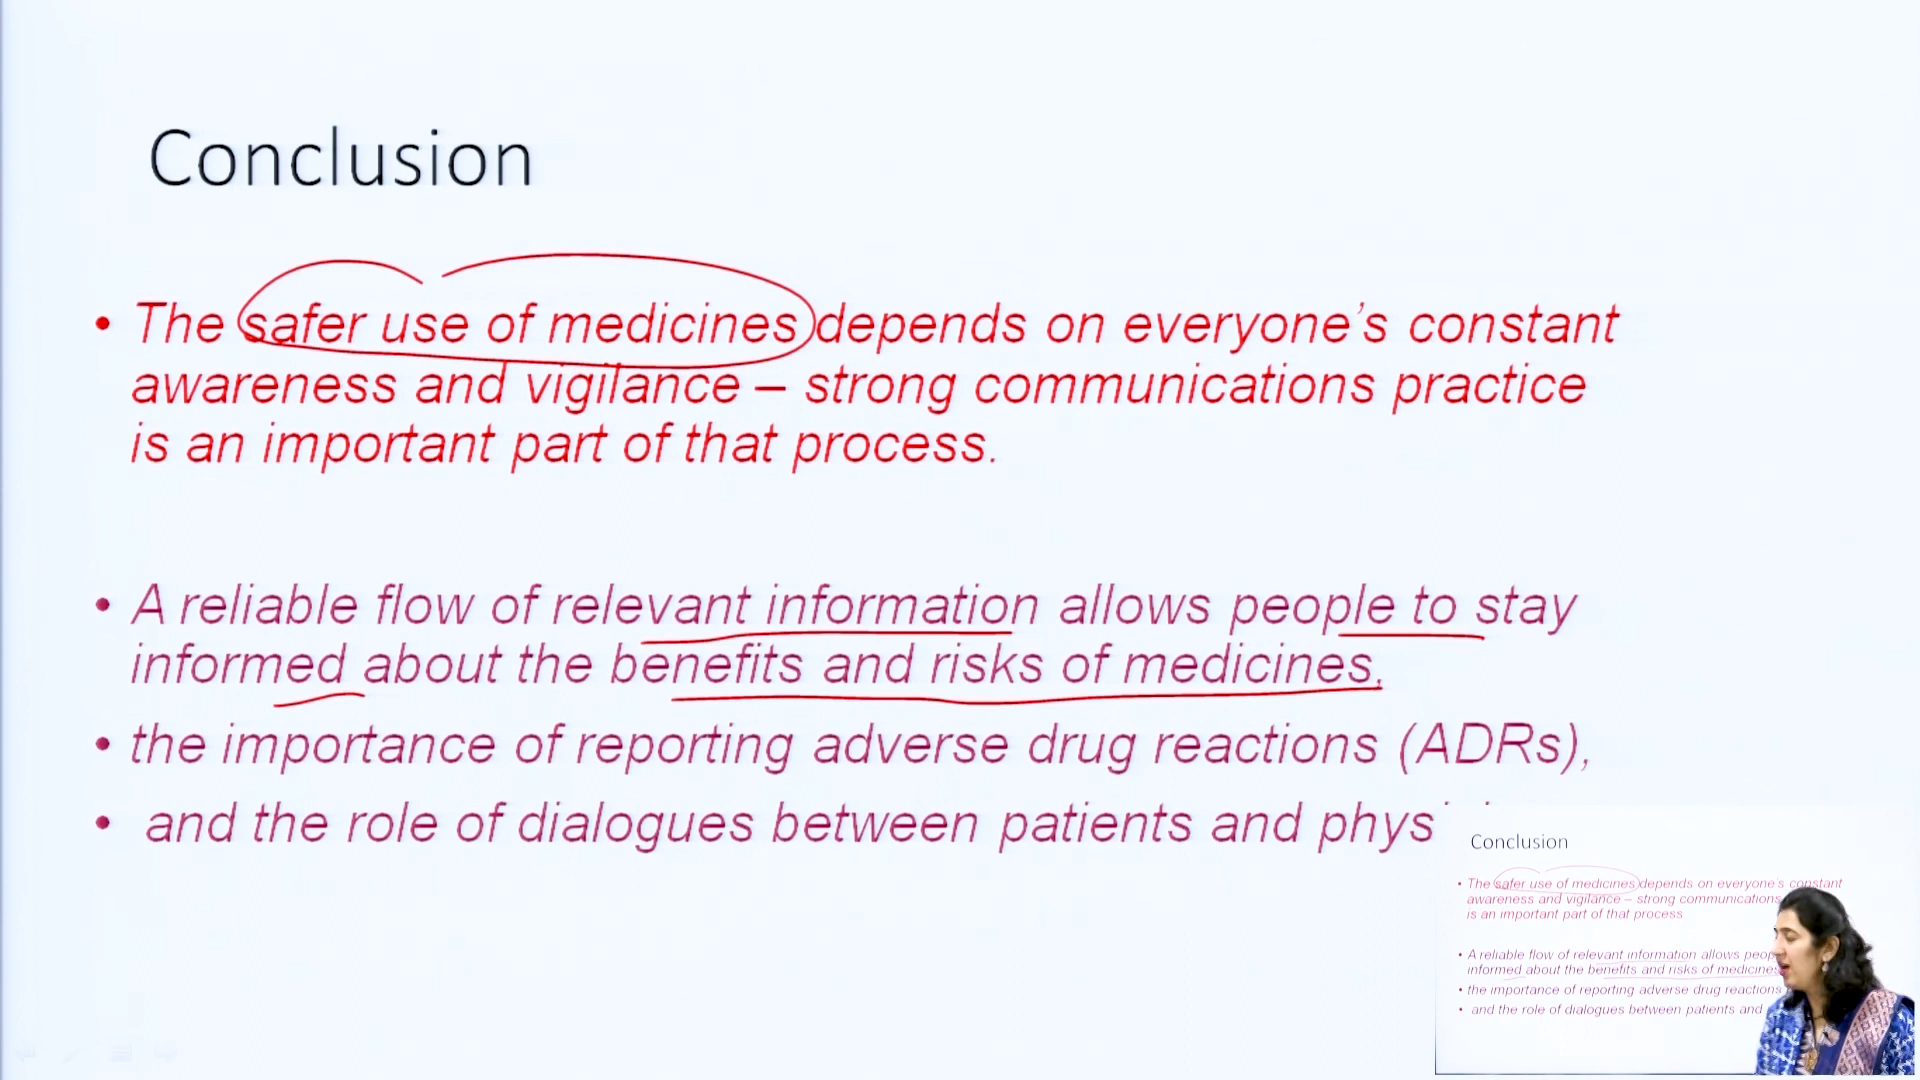 Conclusion
• The safer use of medicines depends on everyone's constant
awareness and vigilance – strong communications practice
is an important part of that process.
• A reliable flow of relevant information allows people to stay
informed about the benefits and risks of medicines,
• the importance of reporting adverse drug reactions (ADRs),
• and the role of dialogues between patients and phys
Conclusion
• The safer use of medicines depends on everyone's constant
awareness and vigilance – strong communications
is an important part of that process
• A reliable flow of relevant information allows peop
informed about the benefits and risks of medicines
• the importance of reporting adverse drug reactions
• and the role of dialogues between patients and